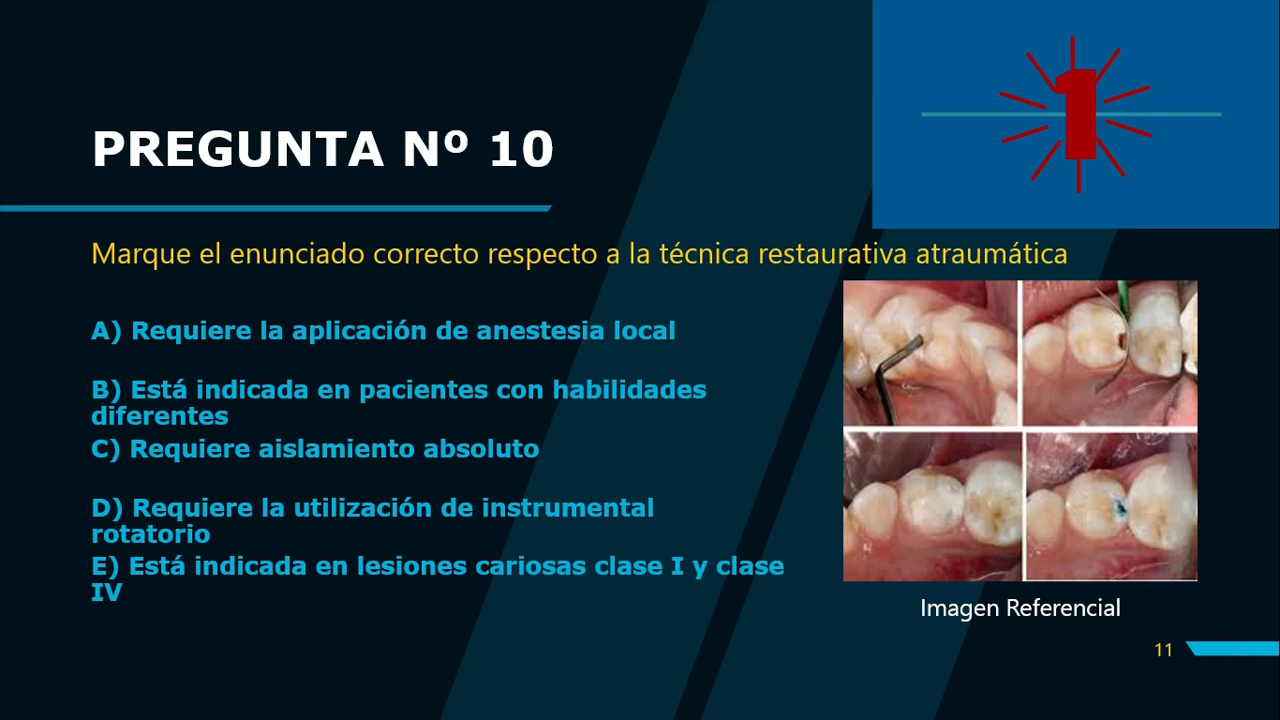 1
PREGUNTA Nº 10
Marque el enunciado correcto respecto a la técnica restaurativa atraumática
A) Requiere la aplicación de anestesia local
B) Está indicada en pacientes con habilidades
diferentes
C) Requiere aislamiento absoluto
D) Requiere la utilización de instrumental
rotatorio
E) Está indicada en lesiones cariosas clase I y clase
IV
Imagen Referencial
11